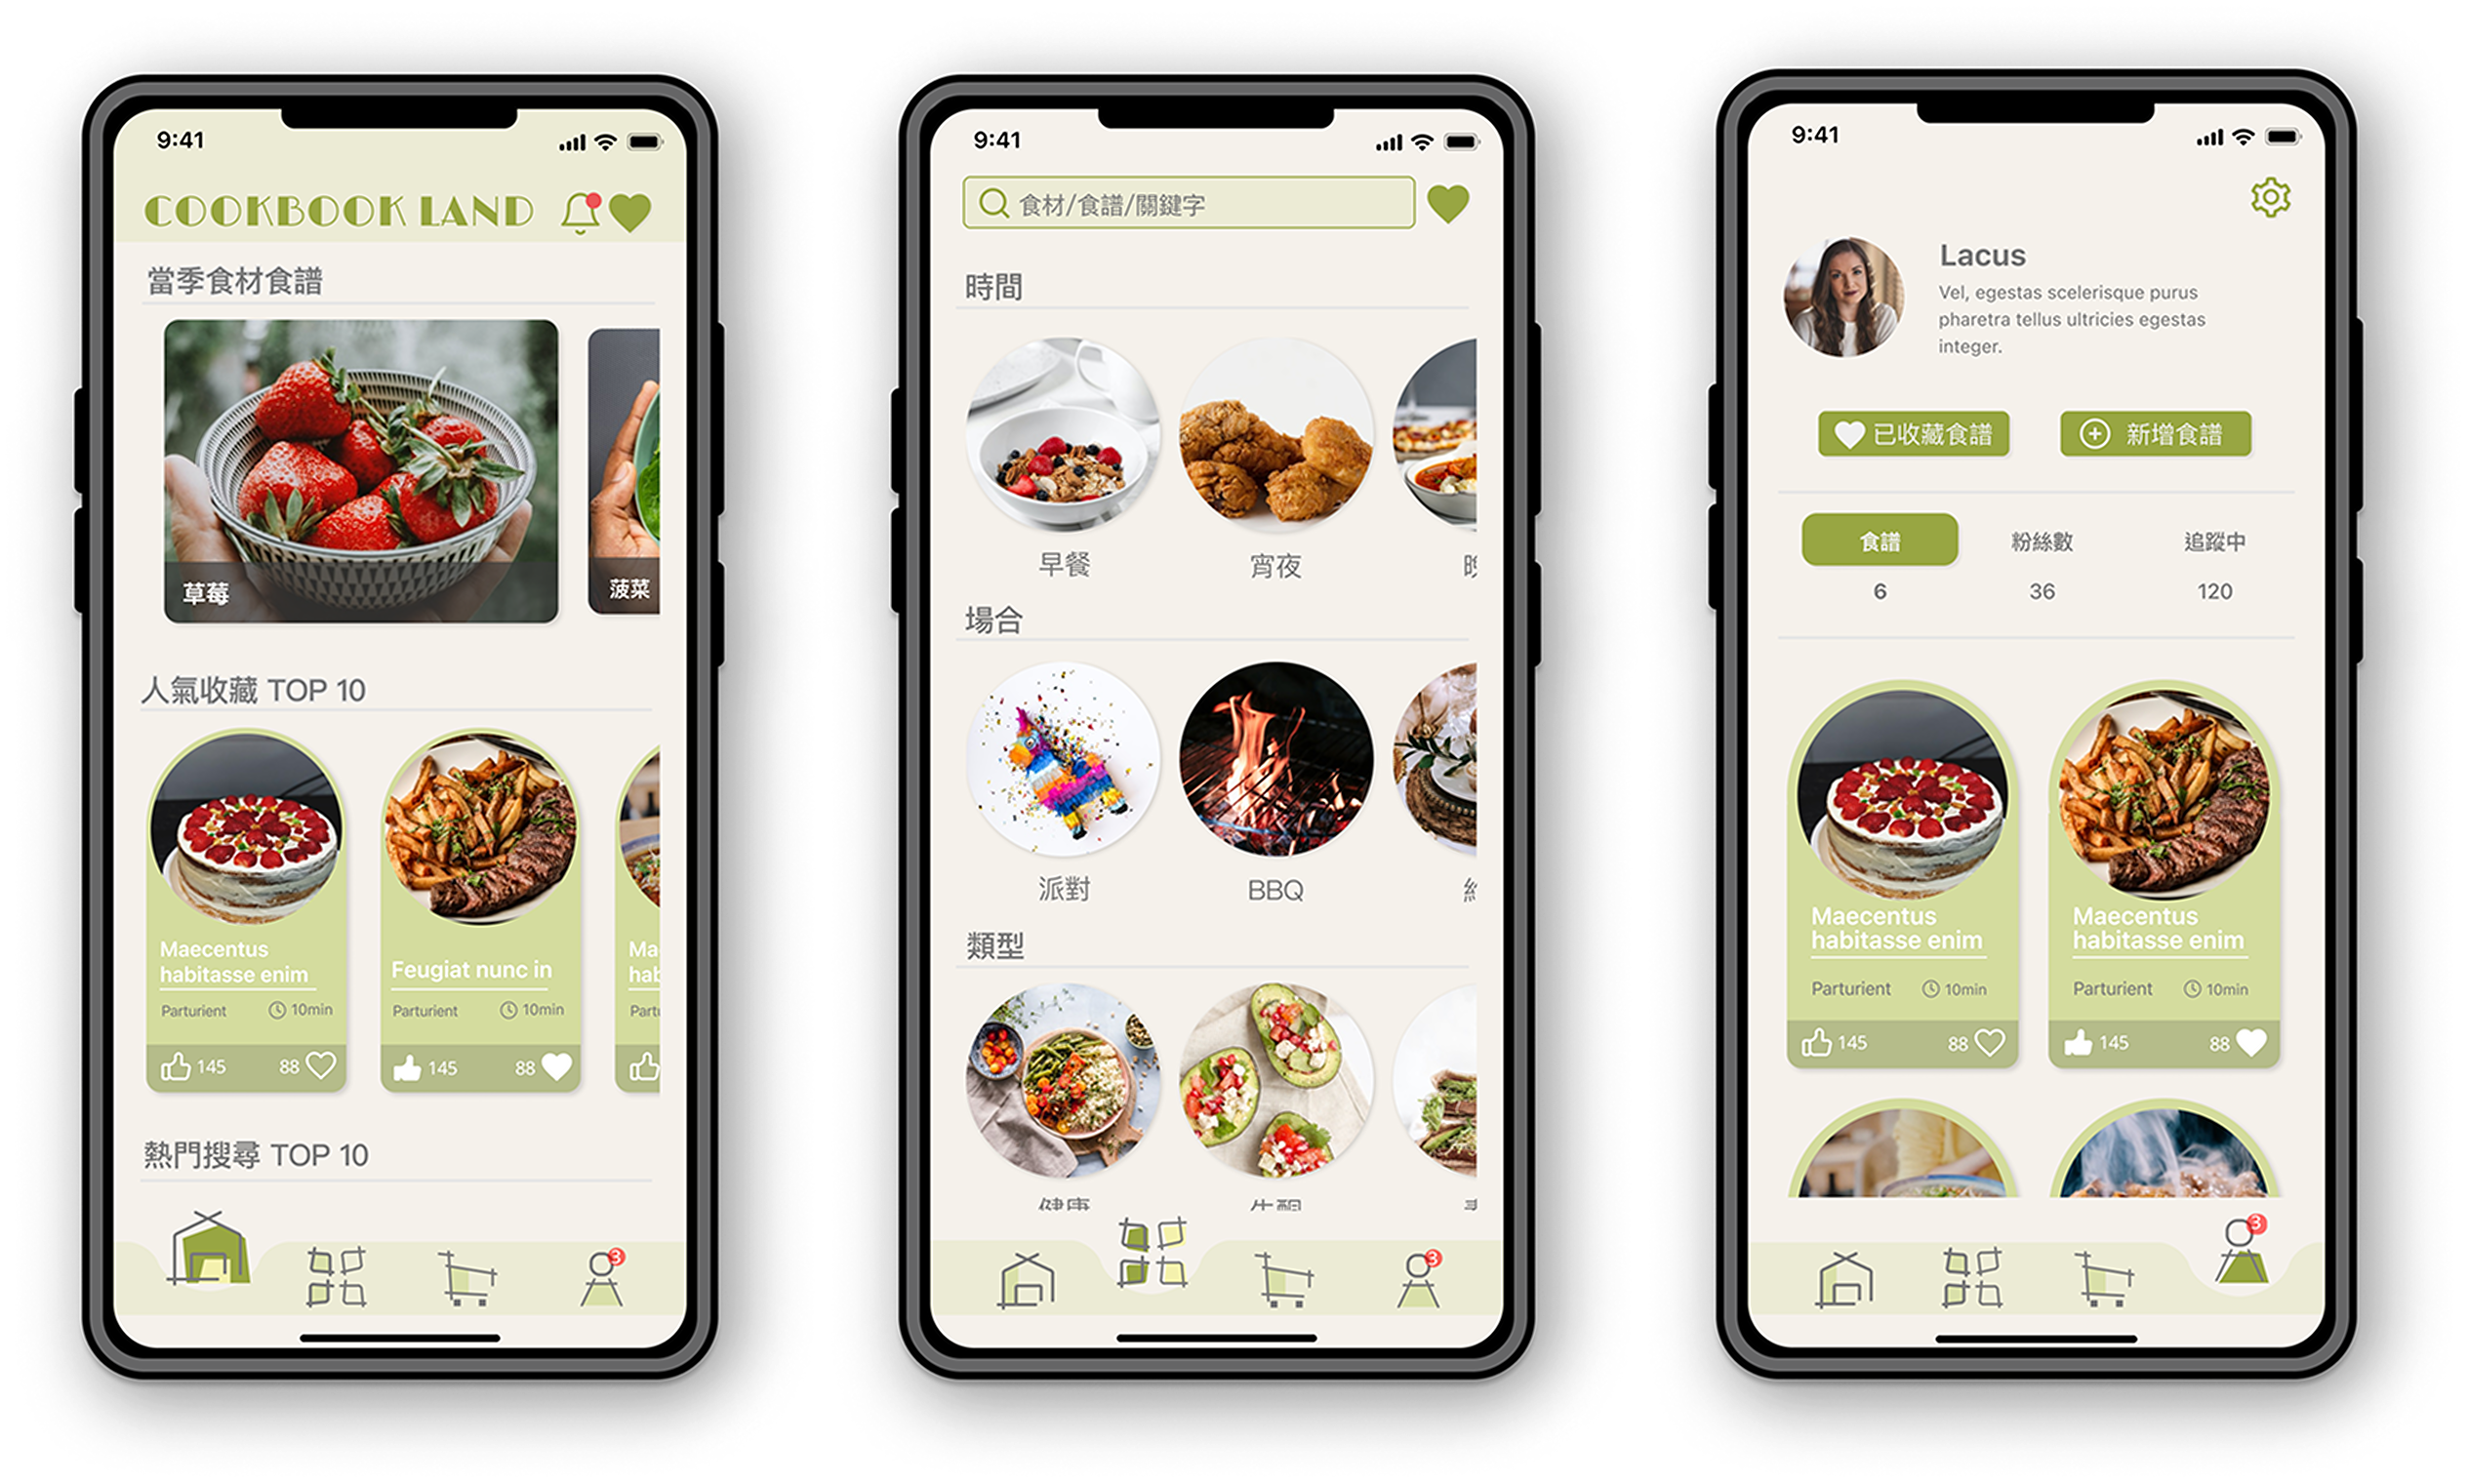 9:41
COOKBOOK LAND
當季食材食譜
草莓
菠菜
人氣收藏 TOP 10
Maecentus
habitasse enim
Parturient 10min
145 88
Feugiat nunc in
Parturient 10min
145 88
Ma
hab
Partu
熱門搜尋 TOP 10
3
9:41
食材/食譜/關鍵字
時間
早餐
宵夜
場合
派對
BBQ
類型
健康
生酮
3
9:41
Lacus
Vel, egestas scelerisque purus
pharetra tellus ultricies egestas
integer.
已收藏食譜
新增食譜
食譜 粉絲數 追蹤中
6 36 120
Maecentus
habitasse enim
Parturient 10min
145 88
Maecentus
habitasse enim
Parturient 10min
145 88
3